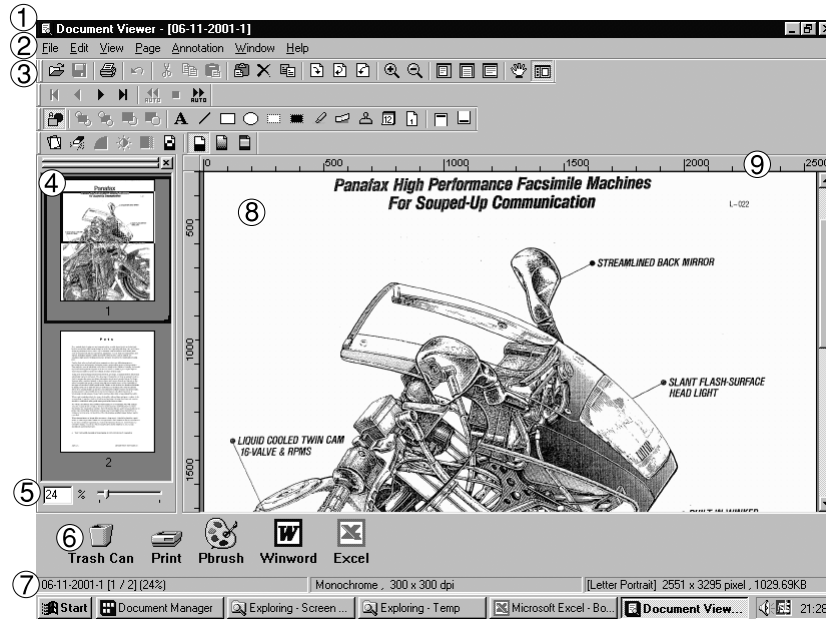 1
Document Viewer - [06-11-2001-1]
2
File Edit View Page Annotation Window Help
3
AUTO AUTO
A 12 1
0 500 1000 1500 2000 2500
9
4
Panafax
1
8
Panafax High Performance Facsimile Machines
For Souped-Up Communication
L-022
500
STREAMLINED BACK MIRROR
1000
SLANT FLASH-SURFACE
HEAD LIGHT
LIQUID COOLED TWIN CAM
16-VALVE & RPMS
1500
2
5
24 %
6
W X
Trash Can Print Pbrush Winword Excel
7
06-11-2001-1 [1 / 2] (24%) Monochrome , 300 x 300 dpi [Letter Portrait] 2551 x 3295 pixel , 1029.69KB
Start Document Manager Exploring - Screen ... Exploring - Temp Microsoft Excel - Bo... Document View... 21:28